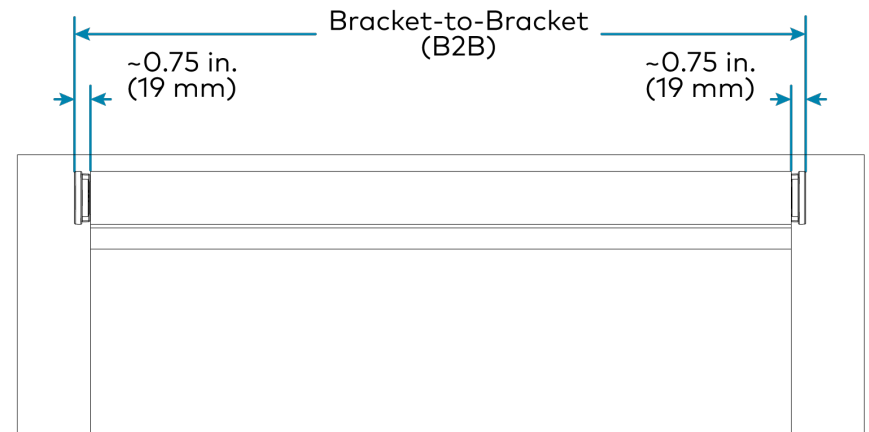 Bracket-to-Bracket
(B2B)
~0.75 in.
(19 mm)
~0.75 in.
(19 mm)